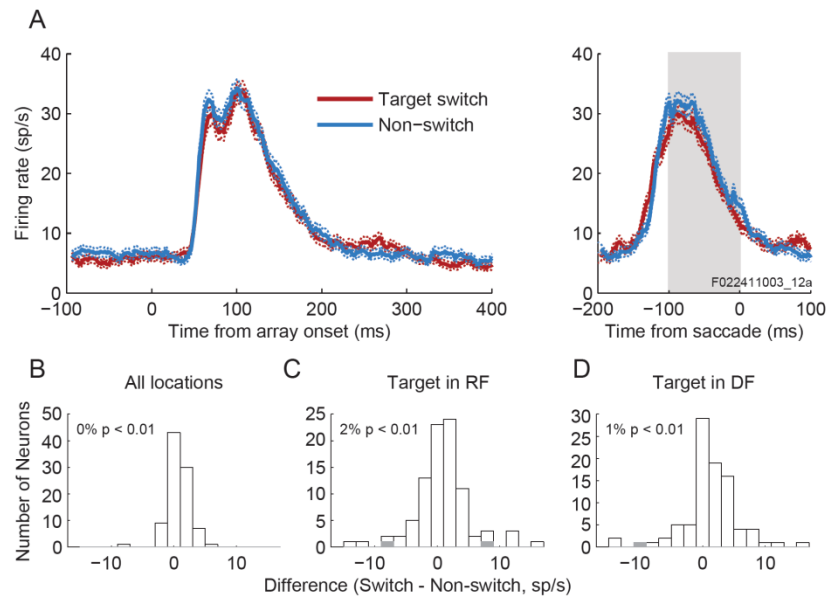 A
40
30
20
10
0
Firing rate (sp/s)
Target switch
Non−switch
−100
0
100
200
300
400
Time from array onset (ms)
40
30
20
10
0
F022411003_12a
−200
−100
0
100
Time from saccade (ms)
B
All locations
50
40
30
20
10
0
Number of Neurons
0% p < 0.01
−10
0
10
C
Target in RF
25
20
15
10
5
0
2% p < 0.01
−10
0
10
D
Target in DF
30
20
10
0
1% p < 0.01
−10
0
10
Difference (Switch - Non-switch, sp/s)